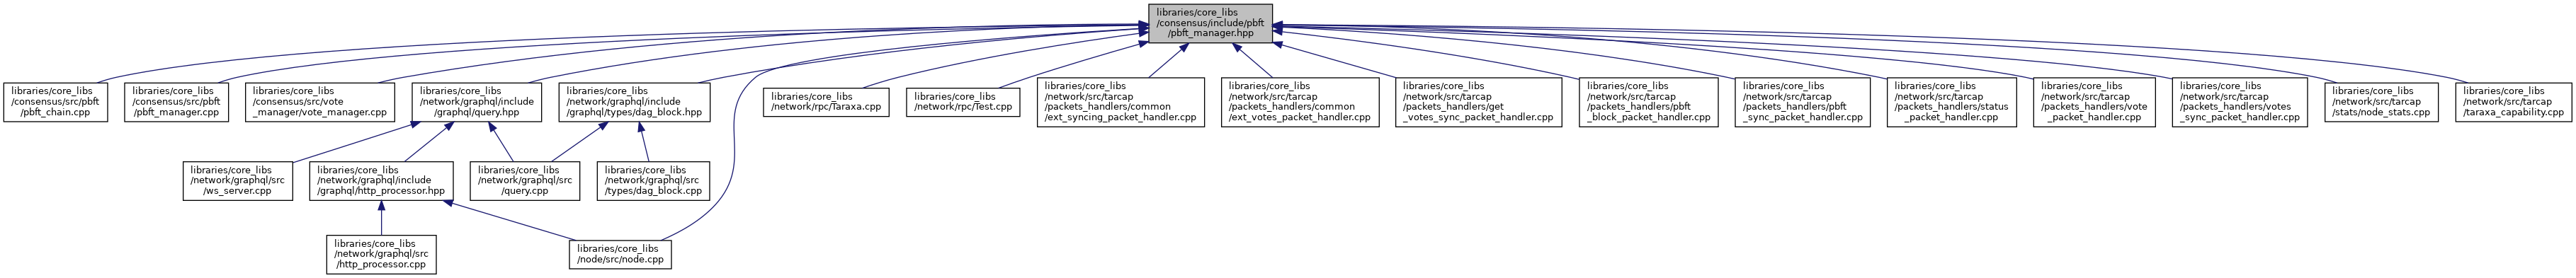 libraries/core_libs
/consensus/include/pbft
/pbft_manager.hpp
libraries/core_libs
/consensus/src/pbft
_chain.cpp
libraries/core_libs
/consensus/src/pbft
_manager.cpp
libraries/core_libs
/consensus/src/vote
_manager/vote_manager.cpp
libraries/core_libs
/network/graphql/include
/graphql/query.hpp
libraries/core_libs
/network/graphql/include
/graphql/types/dag_block.hpp
libraries/core_libs
/network/rpc/Taraxa.cpp
libraries/core_libs
/network/rpc/Test.cpp
libraries/core_libs
/network/src/tarcap
/packets_handlers/common
/ext_syncing_packet_handler.cpp
libraries/core_libs
/network/src/tarcap
/packets_handlers/common
/ext_votes_packet_handler.cpp
libraries/core_libs
/network/src/tarcap
/packets_handlers/get
_votes_sync_packet_handler.cpp
libraries/core_libs
/network/src/tarcap
/packets_handlers/pbft
_block_packet_handler.cpp
libraries/core_libs
/network/src/tarcap
/packets_handlers/pbft
_sync_packet_handler.cpp
libraries/core_libs
/network/src/tarcap
/packets_handlers/status
_packet_handler.cpp
libraries/core_libs
/network/src/tarcap
/packets_handlers/vote
_packet_handler.cpp
libraries/core_libs
/network/src/tarcap
/packets_handlers/votes
_sync_packet_handler.cpp
libraries/core_libs
/network/src/tarcap
/stats/node_stats.cpp
libraries/core_libs
/network/src/tarcap
/taraxa_capability.cpp
libraries/core_libs
/network/graphql/src
/ws_server.cpp
libraries/core_libs
/network/graphql/include
/graphql/http_processor.hpp
libraries/core_libs
/network/graphql/src
/query.cpp
libraries/core_libs
/network/graphql/src
/types/dag_block.cpp
libraries/core_libs
/network/graphql/src
/http_processor.cpp
libraries/core_libs
/node/src/node.cpp